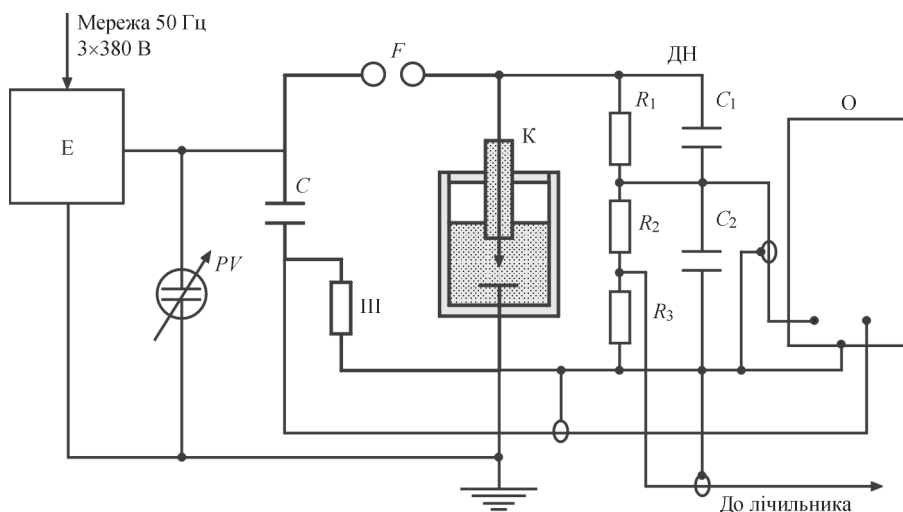 Мережа 50 Гц
3×380 В
F
ДН
E
R1
C1
O
К
C
R2
C2
PV
Ш
R3
До лічильника